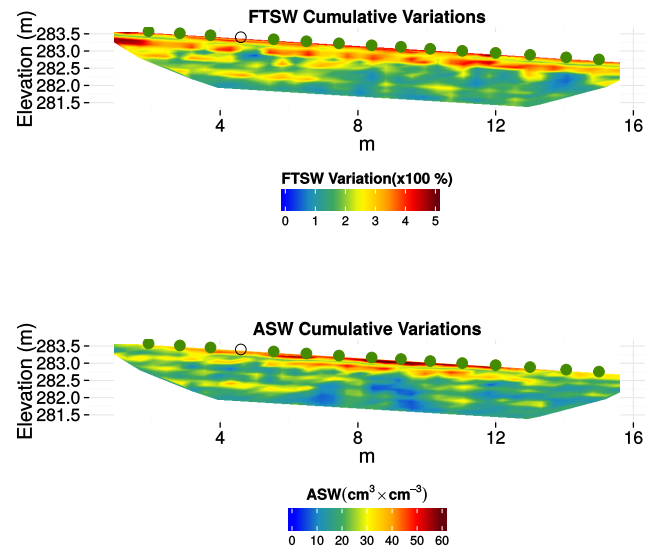 FTSW Cumulative Variations
Elevation (m)
283.5
283.0
282.5
282.0
281.5
4 8 12 16
m
FTSW Variation(x100 %)
0 1 2 3 4 5
ASW Cumulative Variations
Elevation (m)
283.5
283.0
282.5
282.0
281.5
4 8 12 16
m
ASW(cm³×cm⁻³)
0 10 20 30 40 50 60